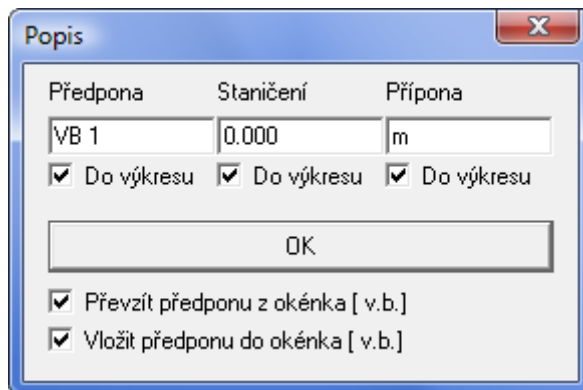 Popis
Předpona Staničení Přípona
VB 1 0.000 m
Do výkresu Do výkresu Do výkresu
OK
Převzít předponu z okénka [ v.b.]
Vložit předponu do okénka [ v.b.]